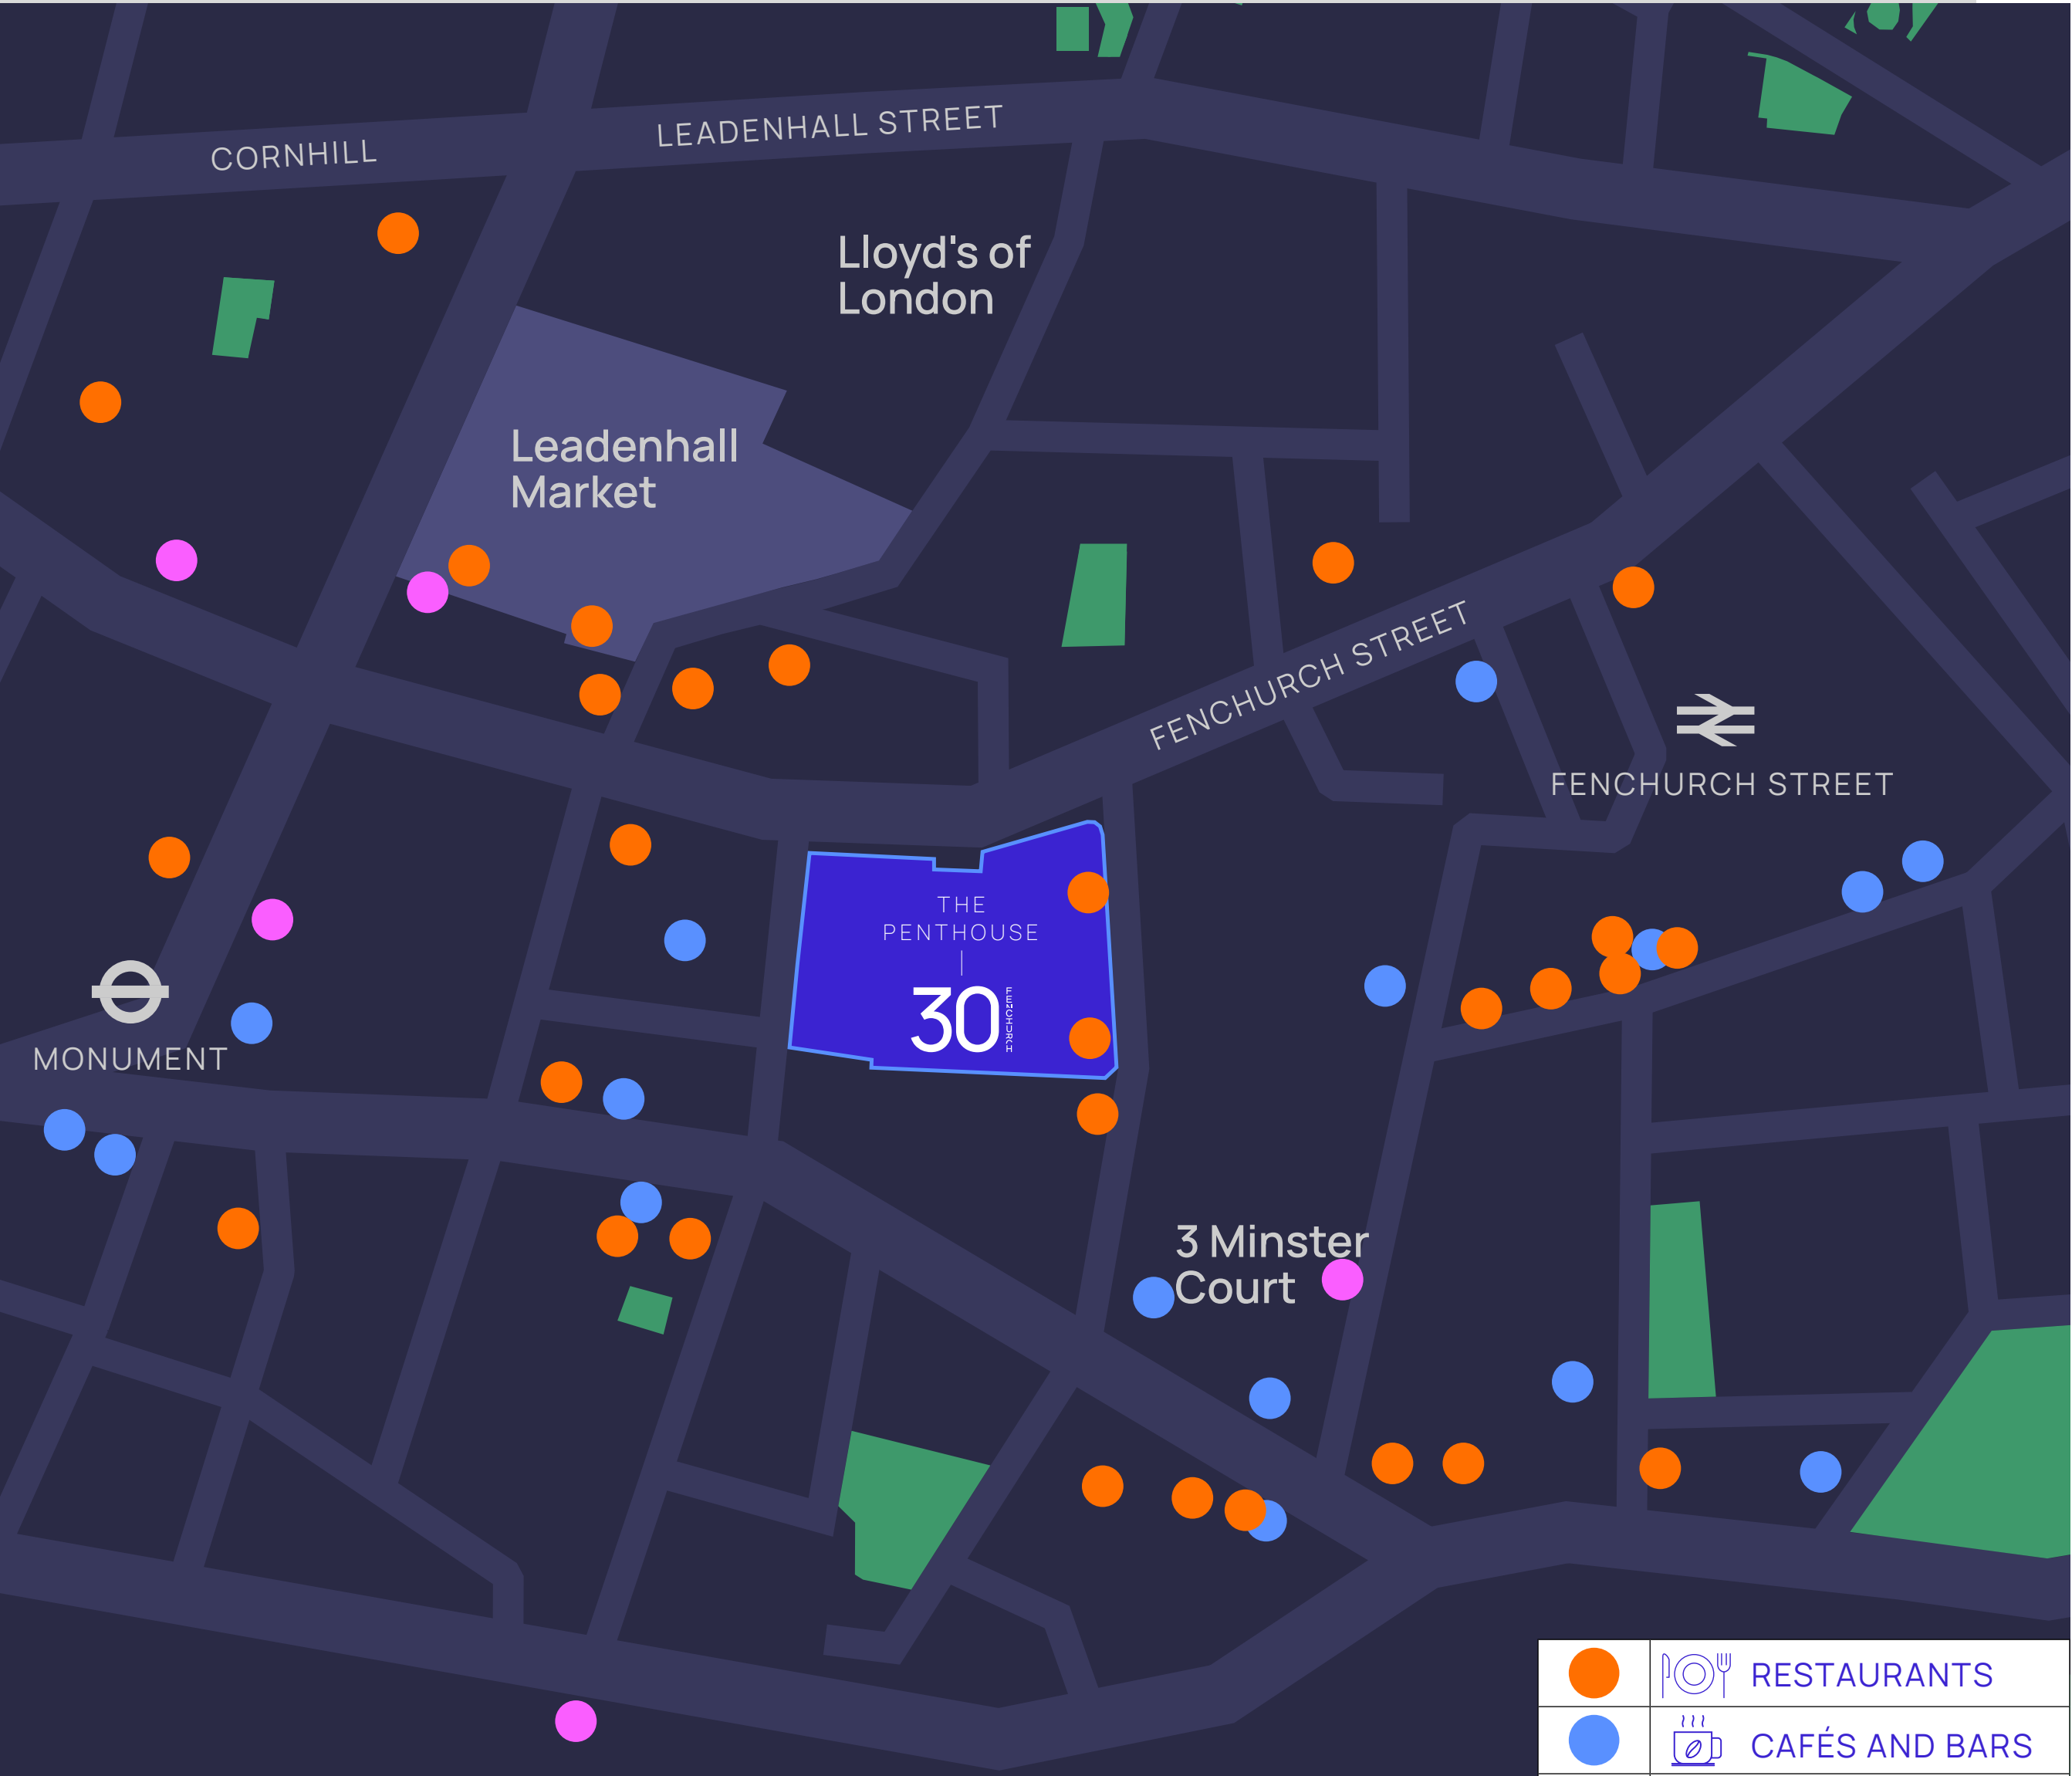 CORNHILL
LEADENHALL STREET
Lloyd's of
London
Leadenhall
Market
FENCHURCH STREET
FENCHURCH STREET
THE
PENTHOUSE
30
FENCHURCH
MONUMENT
3 Minster
Court
RESTAURANTS
CAFÉS AND BARS